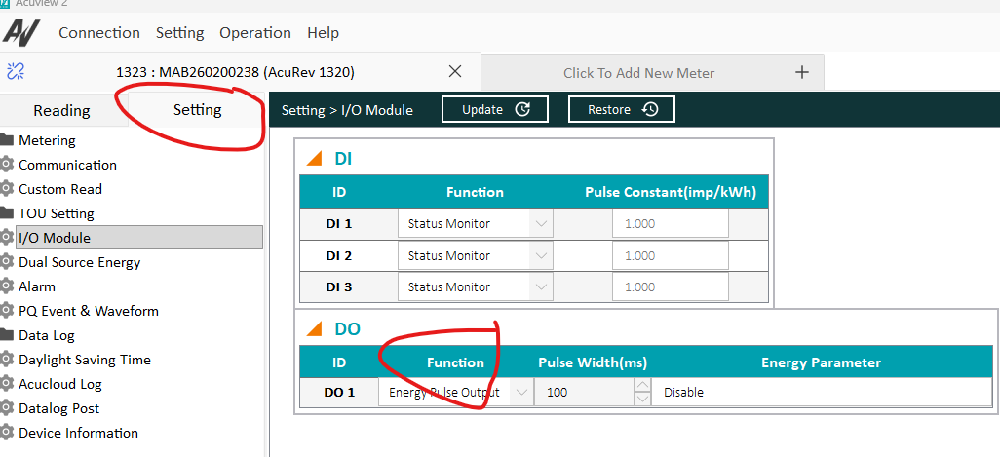 Acuview 2
Connection Setting Operation Help
1323 : MAB260200238 (AcuRev 1320) Click To Add New Meter
Reading Setting
Setting > I/O Module Update Restore
Metering
Communication
Custom Read
TOU Setting
I/O Module
Dual Source Energy
Alarm
PQ Event & Waveform
Data Log
Daylight Saving Time
Acucloud Log
Datalog Post
Device Information
DI
ID Function Pulse Constant(imp/kWh)
DI 1 Status Monitor 1.000
DI 2 Status Monitor 1.000
DI 3 Status Monitor 1.000
DO
ID Function Pulse Width(ms) Energy Parameter
DO 1 Energy Pulse Output 100 Disable